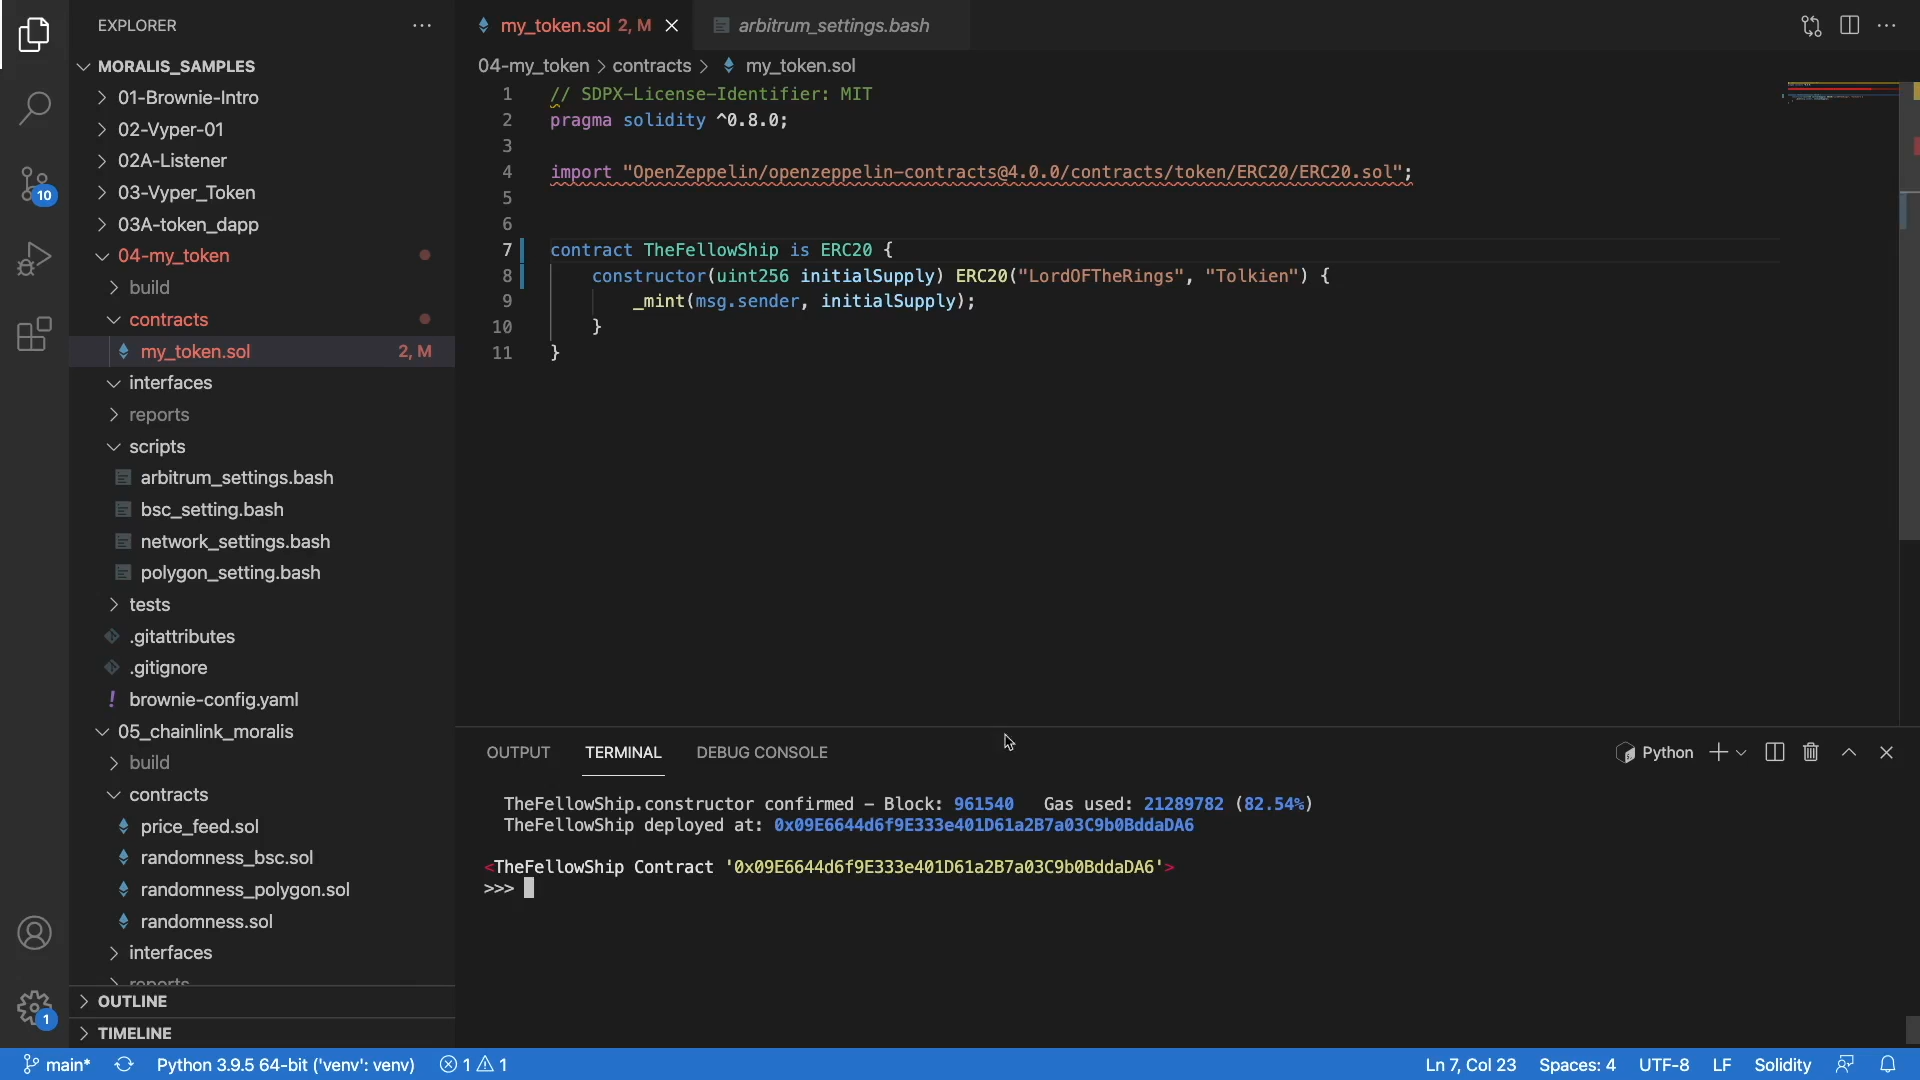 EXPLORER
MORALIS_SAMPLES
01-Brownie-Intro
02-Vyper-01
02A-Listener
03-Vyper_Token
03A-token_dapp
04-my_token
build
contracts
my_token.sol 2, M
interfaces
reports
scripts
arbitrum_settings.bash
bsc_setting.bash
network_settings.bash
polygon_setting.bash
tests
.gitattributes
.gitignore
brownie-config.yaml
05_chainlink_moralis
build
contracts
price_feed.sol
randomness_bsc.sol
randomness_polygon.sol
randomness.sol
interfaces
reports
OUTLINE
TIMELINE
10
1
my_token.sol 2, M
arbitrum_settings.bash
04-my_token > contracts > my_token.sol
1 // SDPX-License-Identifier: MIT
2 pragma solidity ^0.8.0;
3
4 import "OpenZeppelin/openzeppelin-contracts@4.0.0/contracts/token/ERC20/ERC20.sol";
5
6
7 contract TheFellowShip is ERC20 {
8 constructor(uint256 initialSupply) ERC20("LordOFTheRings", "Tolkien") {
9 _mint(msg.sender, initialSupply);
10 }
11 }
OUTPUT TERMINAL DEBUG CONSOLE Python
TheFellowShip.constructor confirmed - Block: 961540 Gas used: 21289782 (82.54%)
TheFellowShip deployed at: 0x09E6644d6f9E333e401D61a2B7a03C9b0BddaDA6
<TheFellowShip Contract '0x09E6644d6f9E333e401D61a2B7a03C9b0BddaDA6'>
>>>
main* Python 3.9.5 64-bit ('venv': venv) 1 1 Ln 7, Col 23 Spaces: 4 UTF-8 LF Solidity